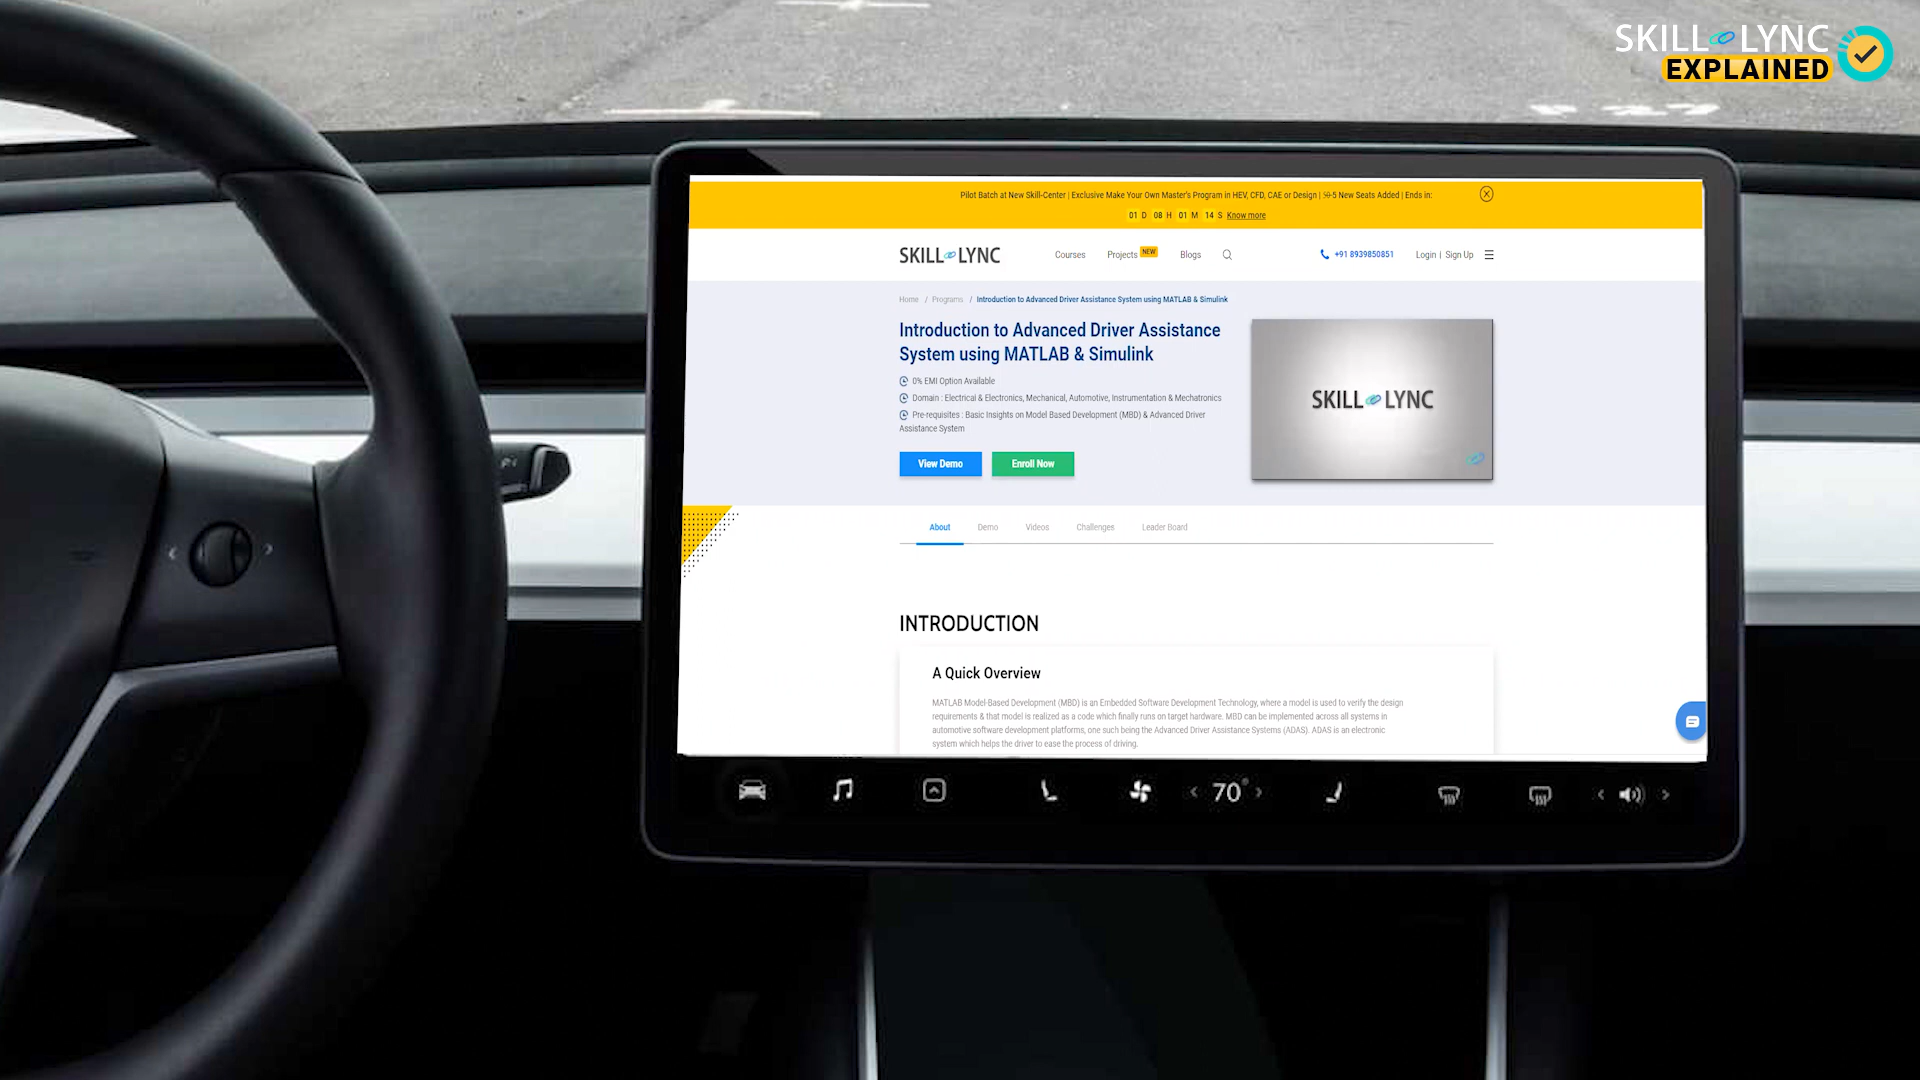 SKILL LYNC
EXPLAINED
Pilot Batch at New Skill-Center | Exclusive Make Your Own Master's Program in HEV, CFD, CAE or Design | 50 5 New Seats Added | Ends in:
01 D 08 H 01 M 14 S Know more
SKILL LYNC
Courses
Projects NEW
Blogs
+91 8939850851
Login | Sign Up
Home / Programs / Introduction to Advanced Driver Assistance System using MATLAB & Simulink
Introduction to Advanced Driver Assistance
System using MATLAB & Simulink
0% EMI Option Available
Domain : Electrical & Electronics, Mechanical, Automotive, Instrumentation & Mechatronics
Pre-requisites : Basic Insights on Model Based Development (MBD) & Advanced Driver
Assistance System
View Demo
Enroll Now
SKILL LYNC
About
Demo
Videos
Challenges
Leader Board
INTRODUCTION
A Quick Overview
MATLAB Model-Based Development (MBD) is an Embedded Software Development Technology, where a model is used to verify the design
requirements & that model is realized as a code which finally runs on target hardware. MBD can be implemented across all systems in
automotive software development platforms, one such being the Advanced Driver Assistance Systems (ADAS). ADAS is an electronic
system which helps the driver to ease the process of driving.
< 70° >